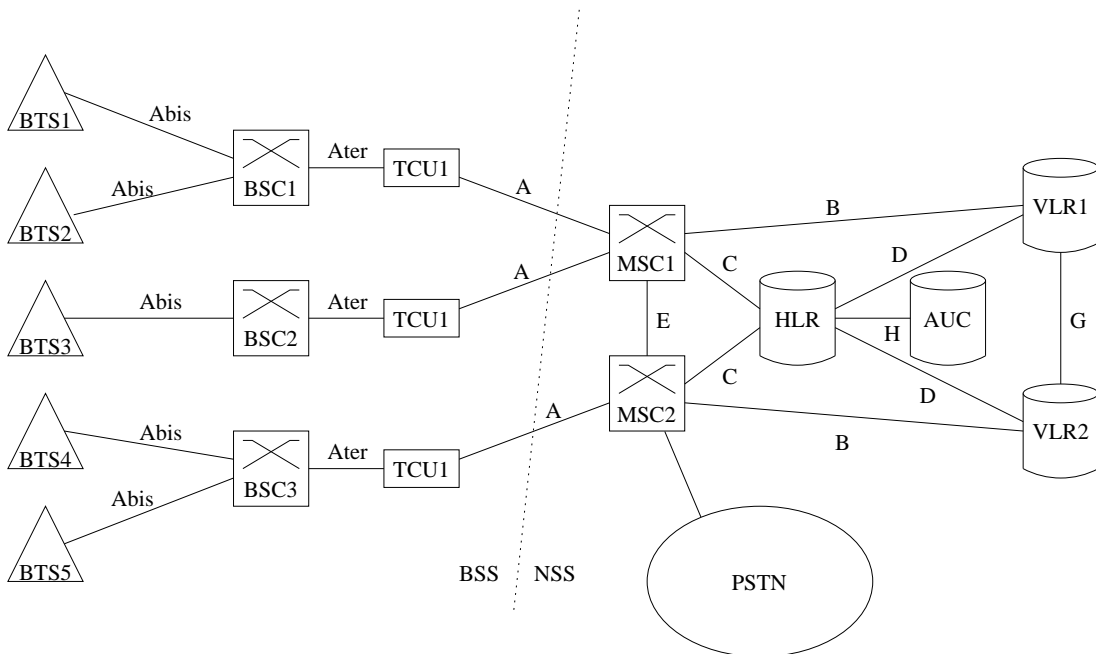 BTS1
Abis
BTS2
Abis
BSC1
Ater
TCU1
A
BTS3
Abis
BSC2
Ater
TCU1
A
BTS4
Abis
BTS5
Abis
BSC3
Ater
TCU1
A
BSS
NSS
MSC1
E
MSC2
B
C
C
B
HLR
D
H
AUC
D
VLR1
G
VLR2
PSTN